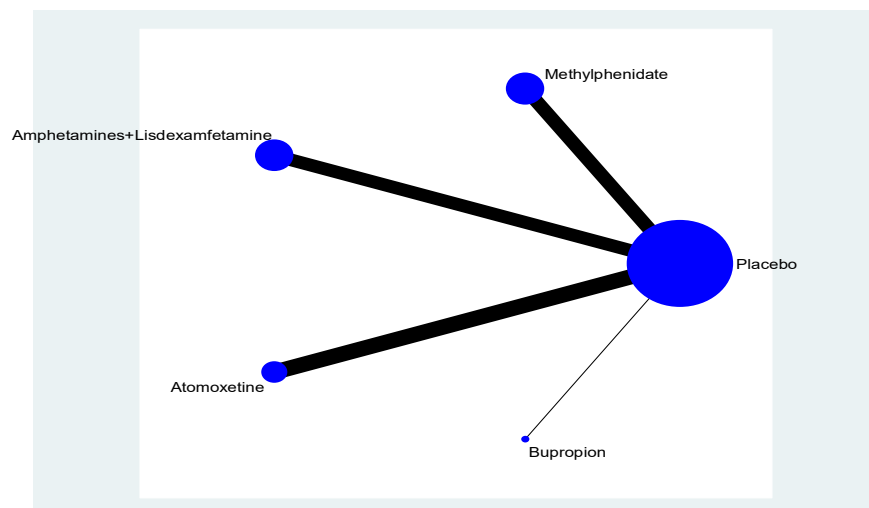 Methylphenidate
Amphetamines+Lisdexamfetamine
Placebo
Atomoxetine
Bupropion